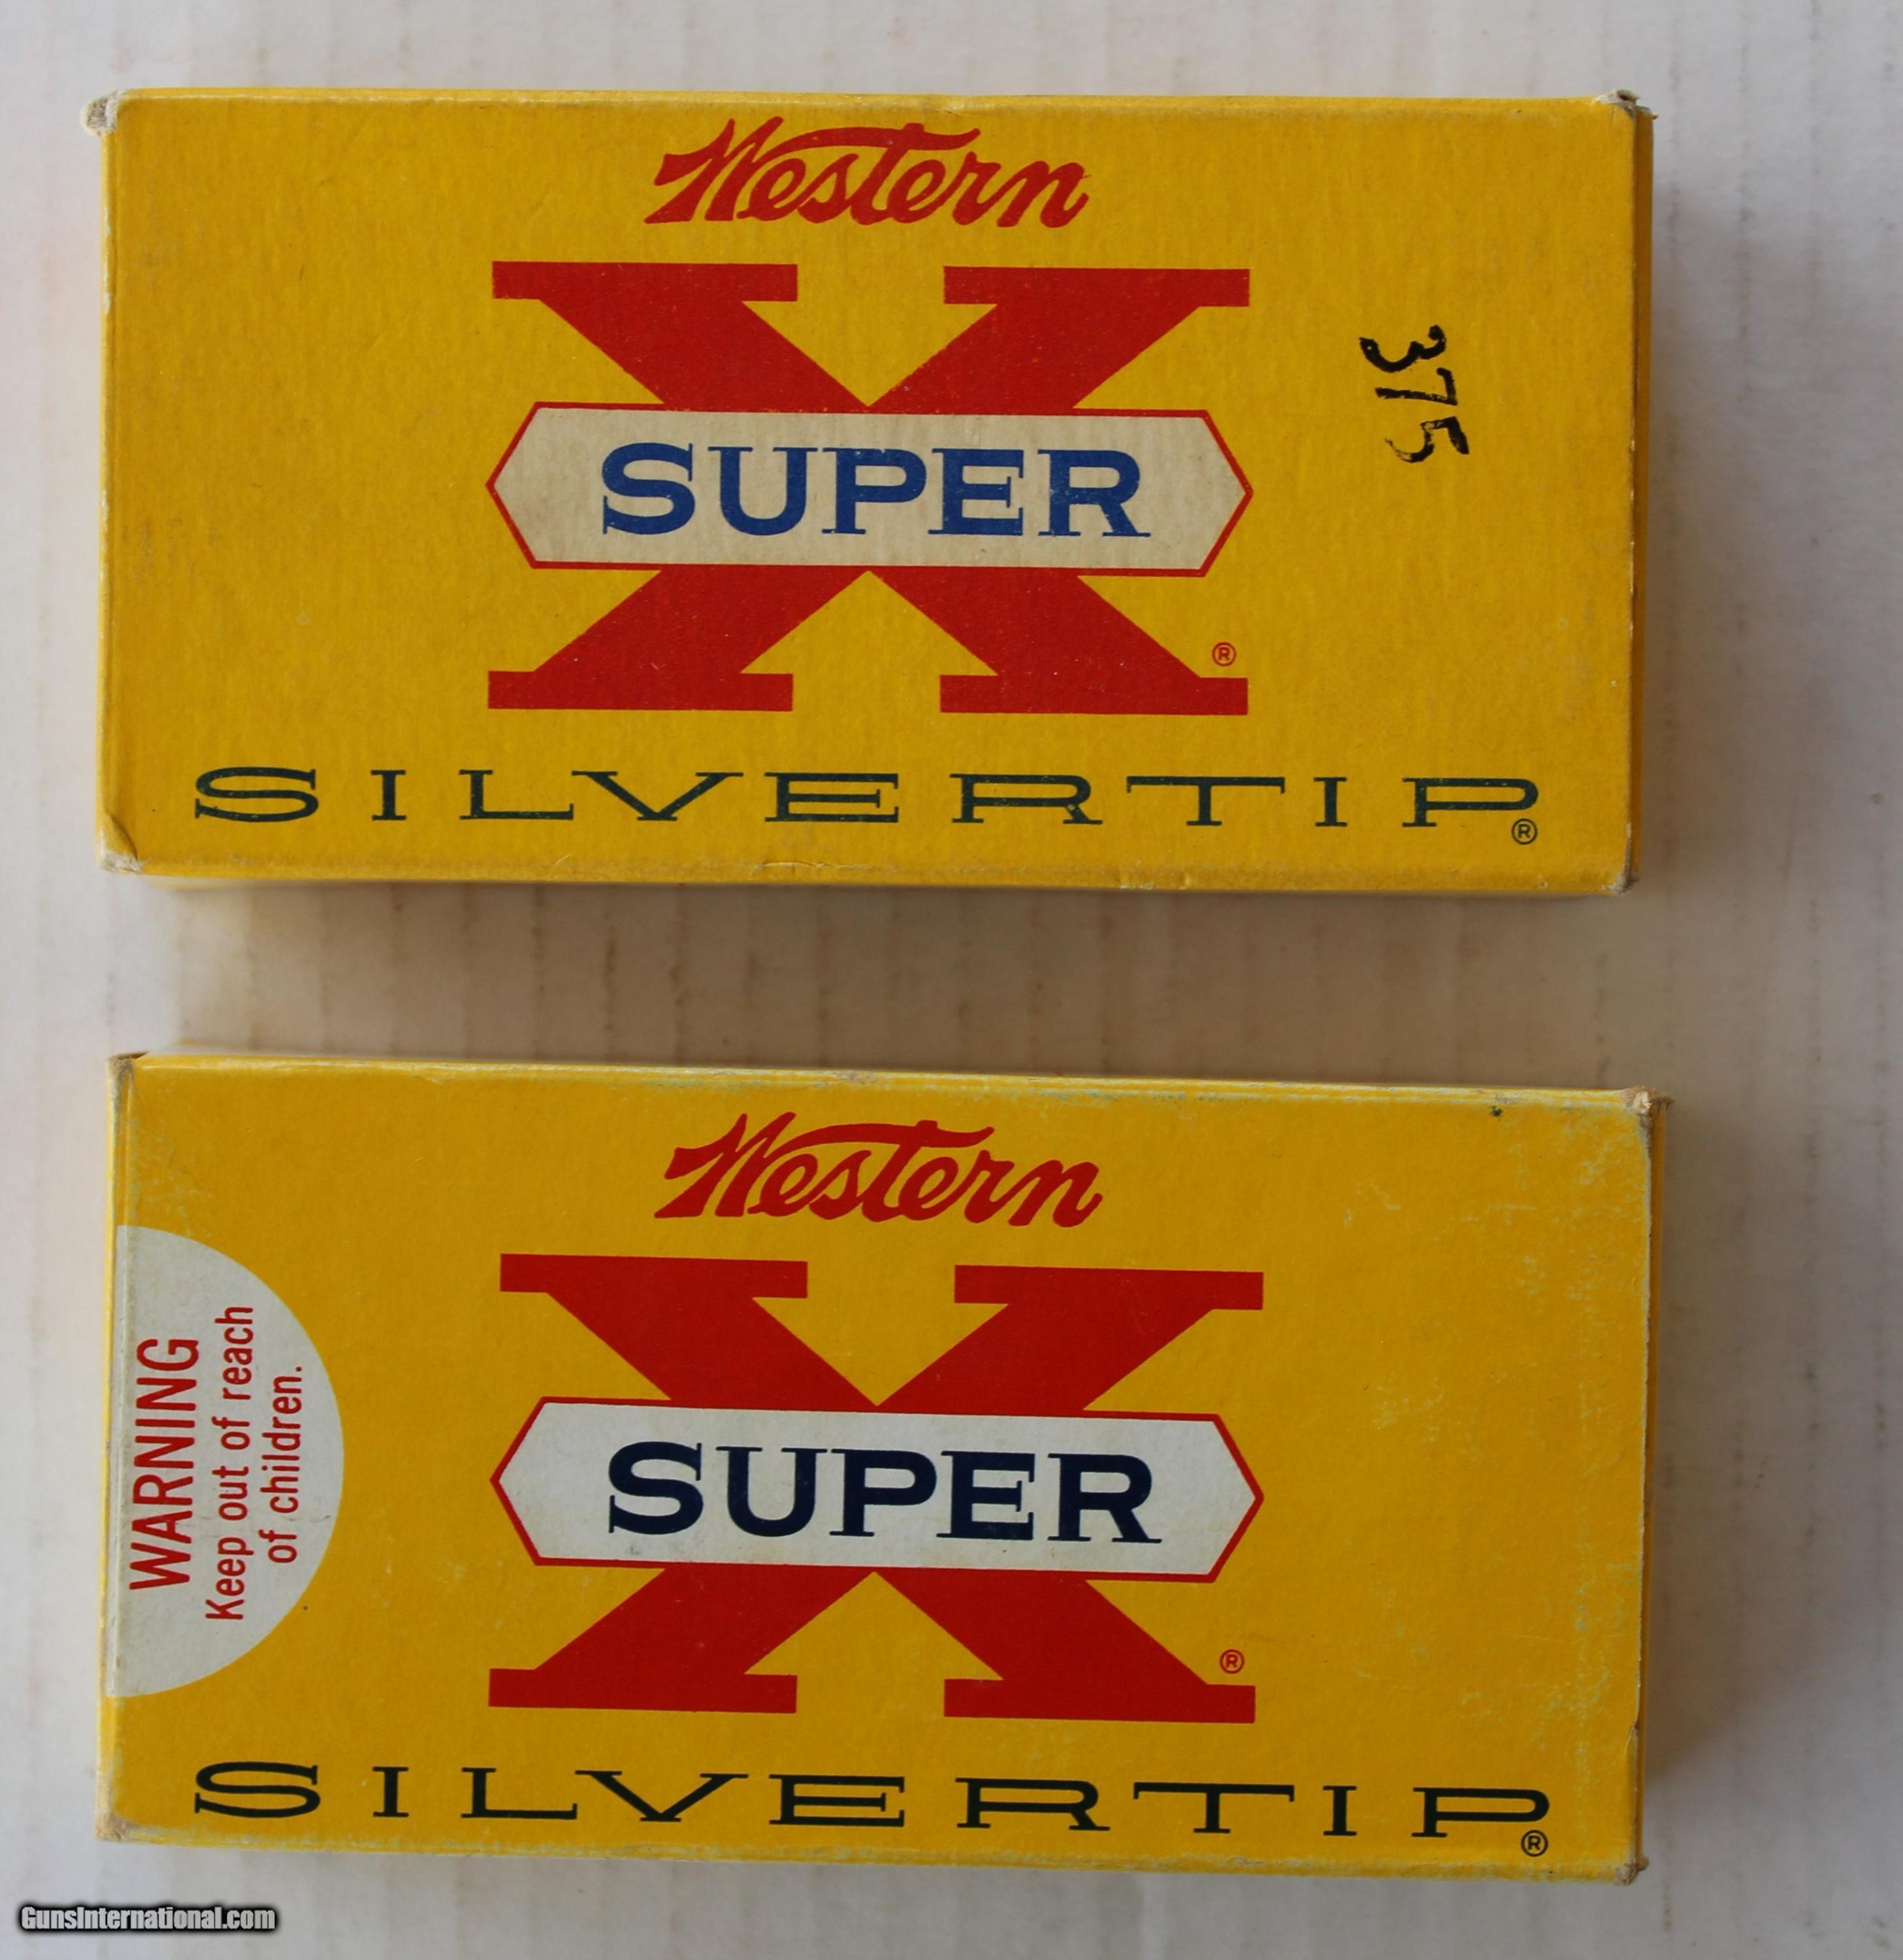 Western
X
SUPER
®
375
SILVERTIP®
Western
X
SUPER
®
WARNING
Keep out of reach
of children.
SILVERTIP®
GunsInternational.com